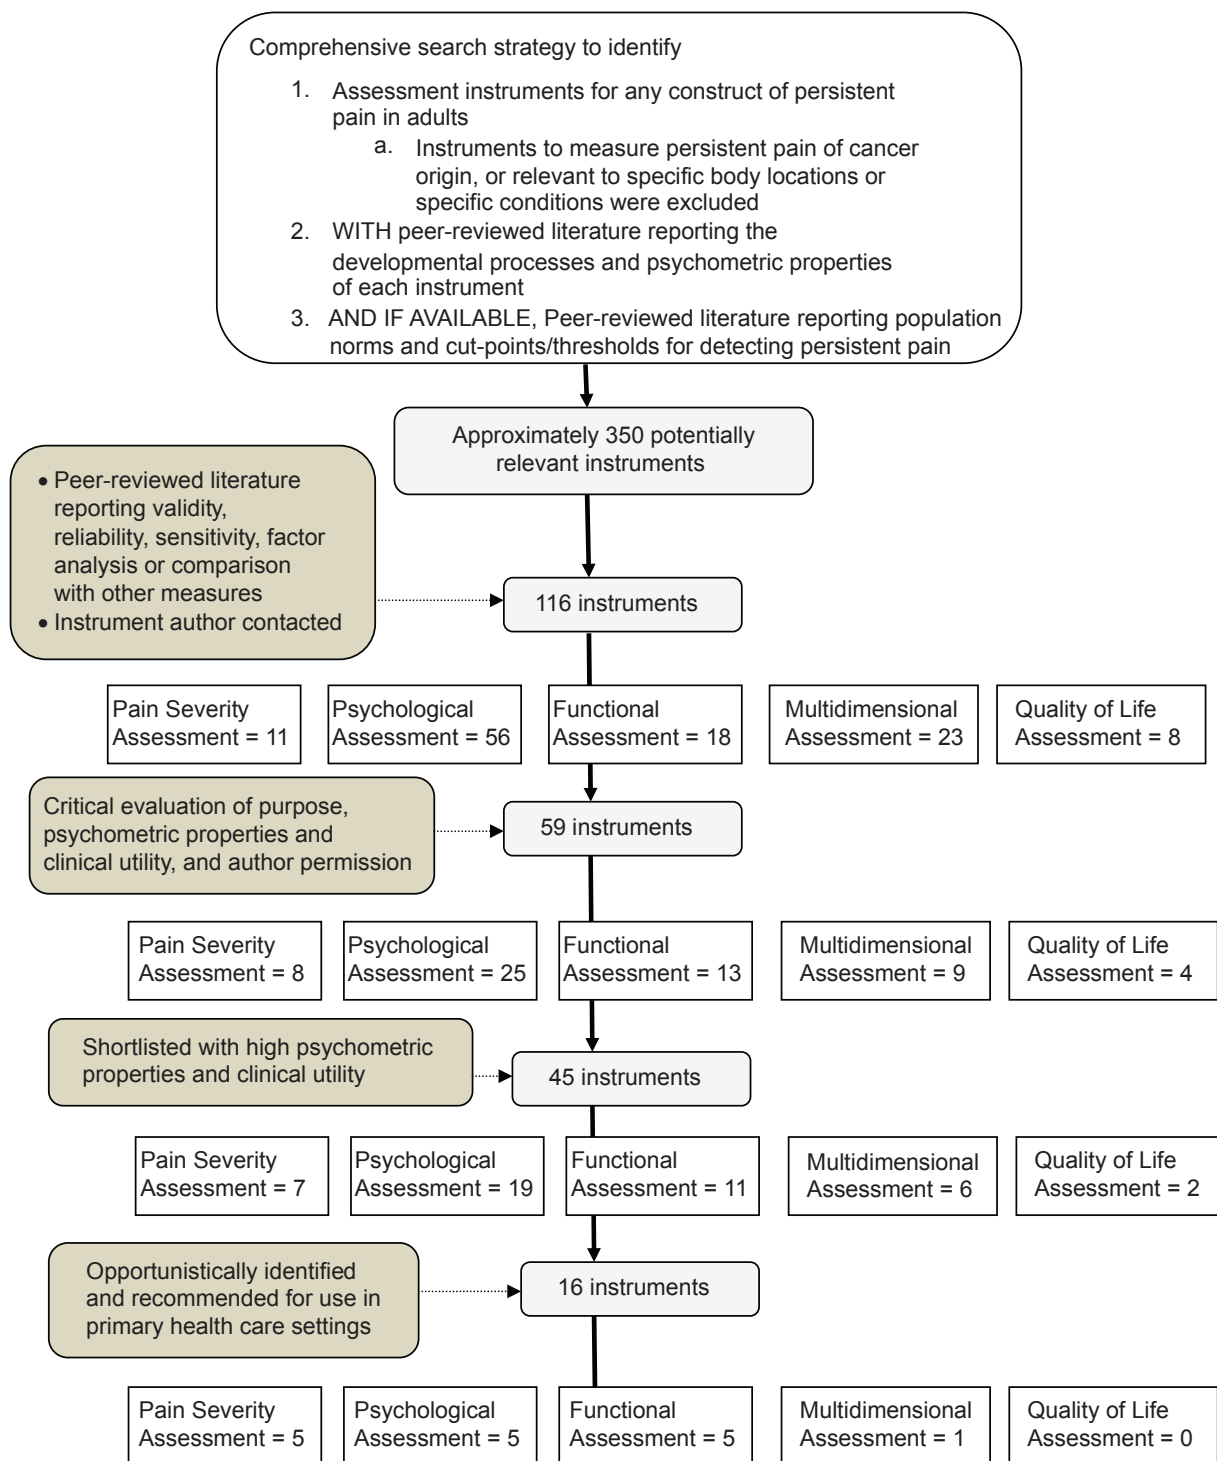 Comprehensive search strategy to identify
1. Assessment instruments for any construct of persistent
pain in adults
a. Instruments to measure persistent pain of cancer
origin, or relevant to specific body locations or
specific conditions were excluded
2. WITH peer-reviewed literature reporting the
developmental processes and psychometric properties
of each instrument
3. AND IF AVAILABLE, Peer-reviewed literature reporting population
norms and cut-points/thresholds for detecting persistent pain
Approximately 350 potentially
relevant instruments
• Peer-reviewed literature
reporting validity,
reliability, sensitivity, factor
analysis or comparison
with other measures
• Instrument author contacted
116 instruments
Pain Severity
Assessment = 11
Psychological
Assessment = 56
Functional
Assessment = 18
Multidimensional
Assessment = 23
Quality of Life
Assessment = 8
Critical evaluation of purpose,
psychometric properties and
clinical utility, and author permission
59 instruments
Pain Severity
Assessment = 8
Psychological
Assessment = 25
Functional
Assessment = 13
Multidimensional
Assessment = 9
Quality of Life
Assessment = 4
Shortlisted with high psychometric
properties and clinical utility
45 instruments
Pain Severity
Assessment = 7
Psychological
Assessment = 19
Functional
Assessment = 11
Multidimensional
Assessment = 6
Quality of Life
Assessment = 2
Opportunistically identified
and recommended for use in
primary health care settings
16 instruments
Pain Severity
Assessment = 5
Psychological
Assessment = 5
Functional
Assessment = 5
Multidimensional
Assessment = 1
Quality of Life
Assessment = 0